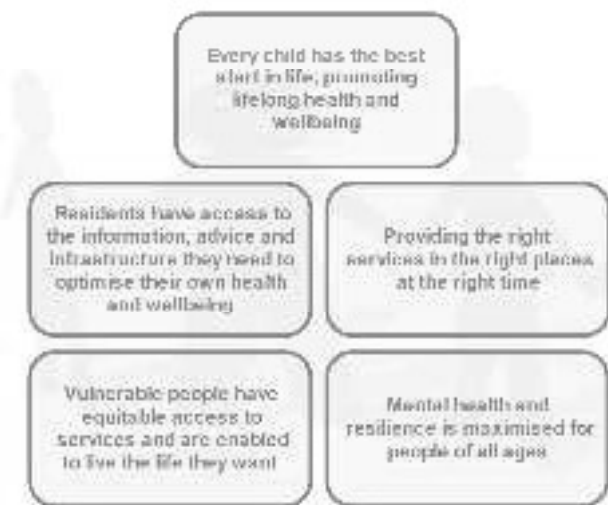 Every child has the best
start in life, promoting
lifelong health and
wellbeing
Residents have access to
the information, advice and
infrastructure they need to
optimise their own health
and wellbeing
Providing the right
services in the right places
at the right time
Vulnerable people have
equitable access to
services and are enabled
to live the life they want
Mental health and
resilience is maximised for
people of all ages